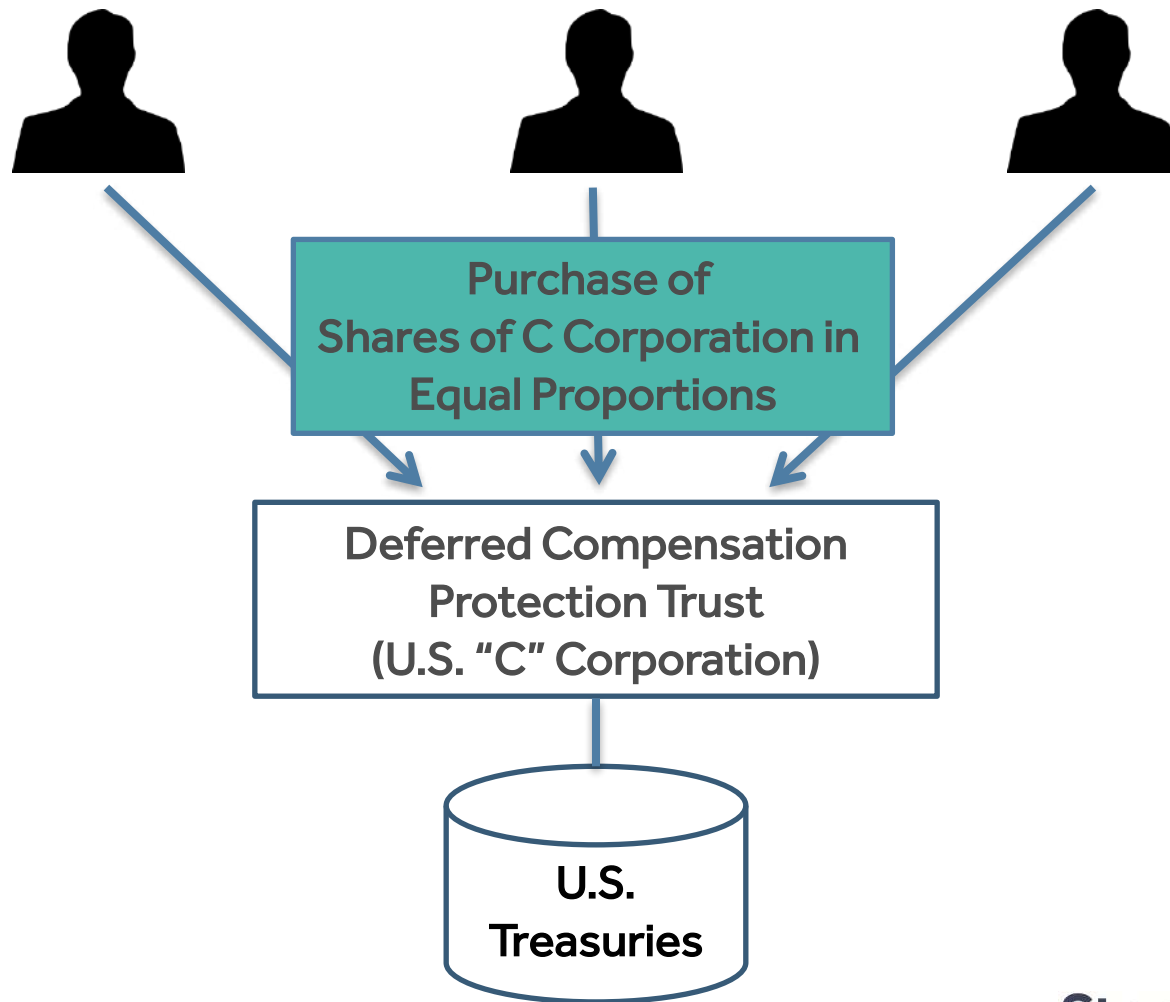 Purchase of
Shares of C Corporation in
Equal Proportions
Deferred Compensation
Protection Trust
(U.S. “C” Corporation)
U.S.
Treasuries